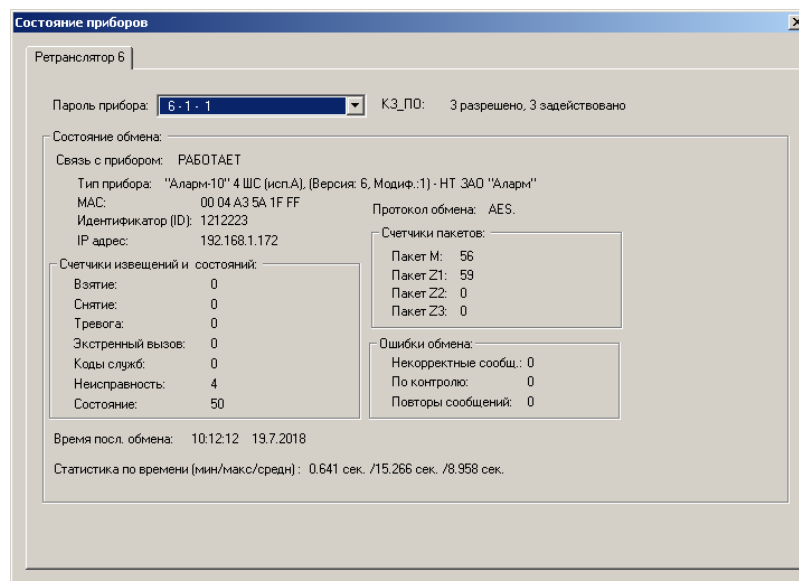 Состояние приборов
Ретранслятор 6
Пароль прибора: 6 - 1 - 1 КЗ_ПО: 3 разрешено, 3 задействовано
Состояние обмена:
Связь с прибором: РАБОТАЕТ
Тип прибора: "Аларм-10" 4 ШС (исп.А), (Версия: 6, Модиф.:1) - НТ ЗАО "Аларм"
MAC: 00 04 A3 5A 1F FF
Протокол обмена: AES.
Идентификатор (ID): 1212223
IP адрес: 192.168.1.172
Счетчики извещений и состояний:
Взятие: 0
Снятие: 0
Тревога: 0
Экстренный вызов: 0
Коды служб: 0
Неисправность: 4
Состояние: 50
Счетчики пакетов:
Пакет M: 56
Пакет Z1: 59
Пакет Z2: 0
Пакет Z3: 0
Ошибки обмена:
Некорректные сообщ.: 0
По контролю: 0
Повторы сообщений: 0
Время посл. обмена: 10:12:12 19.7.2018
Статистика по времени (мин/макс/средн) : 0.641 сек. /15.266 сек. /8.958 сек.